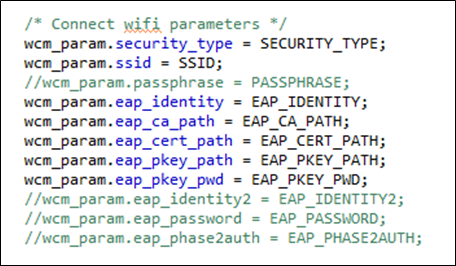 /* Connect wifi parameters */
wcm_param.security_type = SECURITY_TYPE;
wcm_param.ssid = SSID;
//wcm_param.passphrase = PASSPHRASE;
wcm_param.eap_identity = EAP_IDENTITY;
wcm_param.eap_ca_path = EAP_CA_PATH;
wcm_param.eap_cert_path = EAP_CERT_PATH;
wcm_param.eap_pkey_path = EAP_PKEY_PATH;
wcm_param.eap_pkey_pwd = EAP_PKEY_PWD;
//wcm_param.eap_identity2 = EAP_IDENTITY2;
//wcm_param.eap_password = EAP_PASSWORD;
//wcm_param.eap_phase2auth = EAP_PHASE2AUTH;